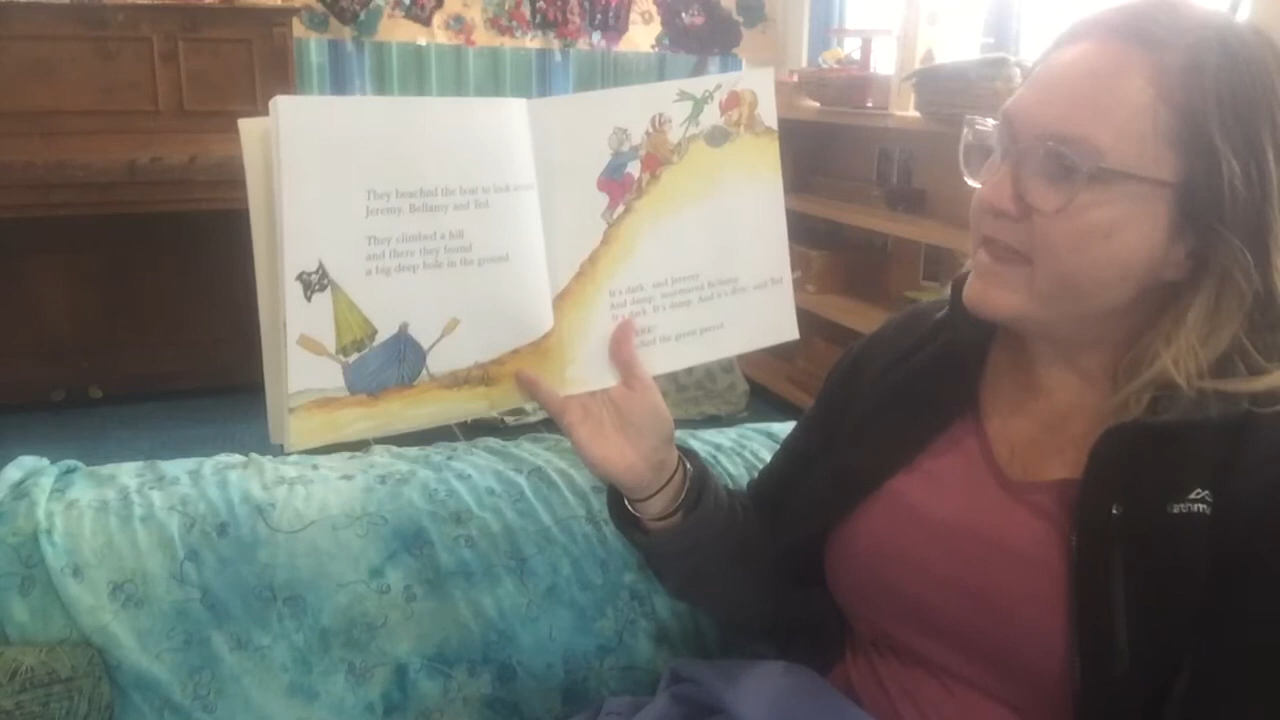 They beached the boat to look around
Jeremy, Bellamy and Ted.
They climbed a hill
and there they found
a big deep hole in the ground
'It's dark,' said Jeremy.
'And damp,' murmured Bellamy.
'It's dark. It's damp. And it's dirty,' said Ted
the green parrot.